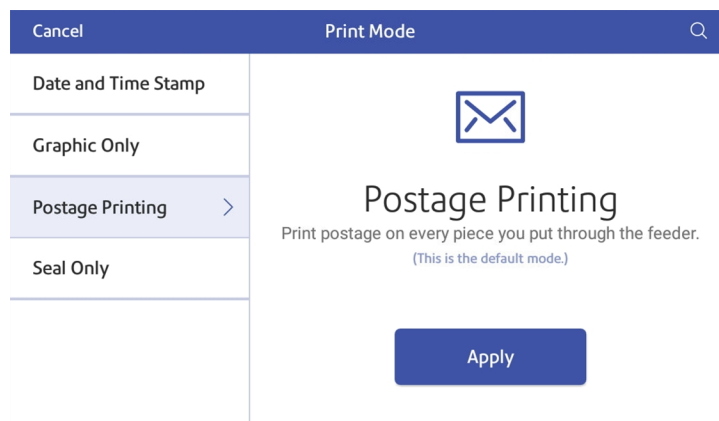 Cancel
Print Mode
Date and Time Stamp
Graphic Only
Postage Printing
Seal Only
Postage Printing
Print postage on every piece you put through the feeder.
(This is the default mode.)
Apply